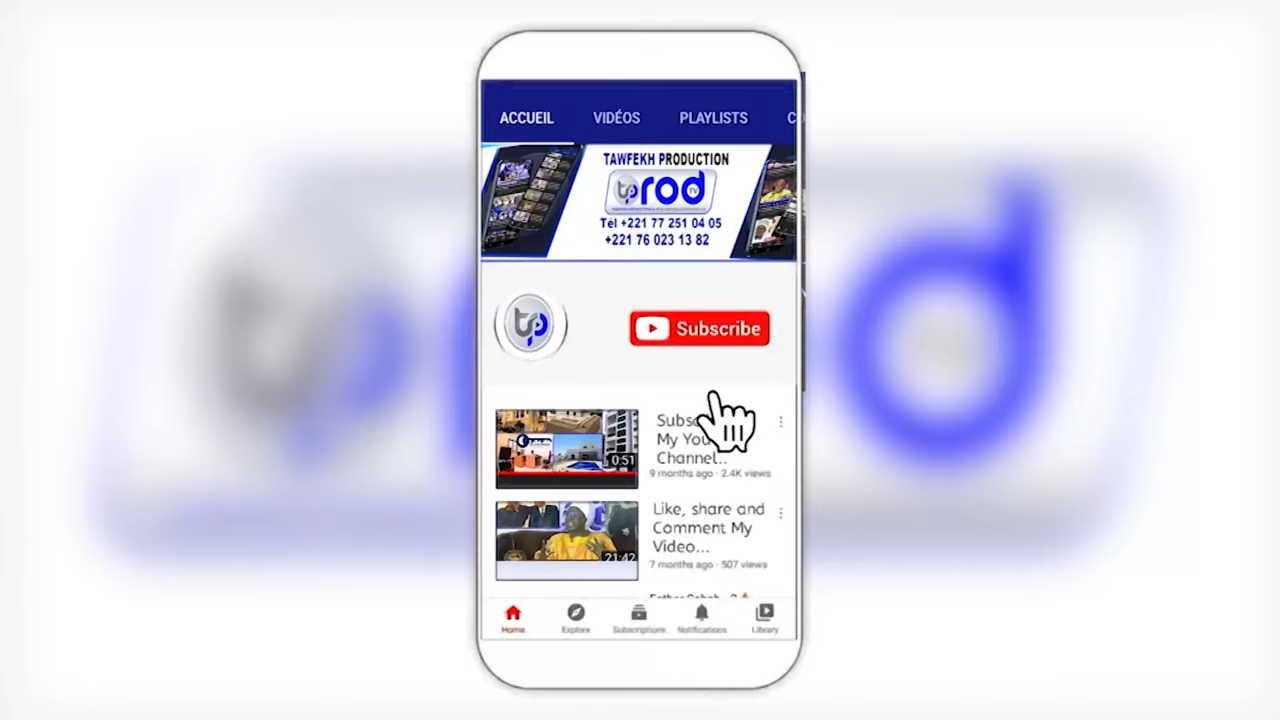 ACCUEIL VIDÉOS PLAYLISTS
TAWFEKH PRODUCTION
tp rod TV
Tél +221 77 251 04 05
+221 76 023 13 82
tp
Subscribe
My
Channel..
0:51
9 months ago · 2.4K views
Like, share and
Comment My
Video...
21:42
7 months ago · 507 views
Home Explore Subscriptions Notifications Library